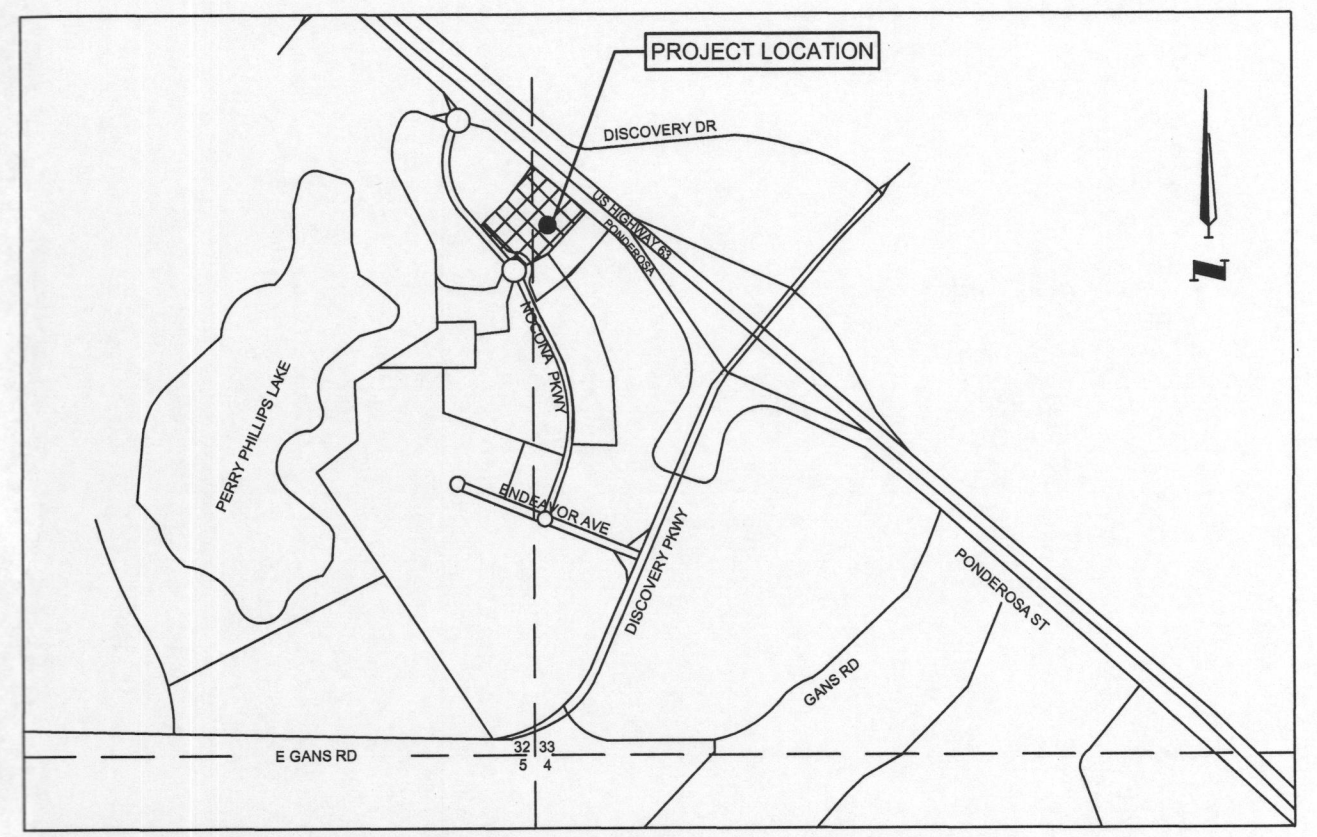 PROJECT LOCATION
DISCOVERY DR
US HIGHWAY 63
PONDEROSA
N
NOCONA PKWY
PERRY PHILLIPS LAKE
ENDEAVOR AVE
DISCOVERY PKWY
PONDEROSA ST
GANS RD
E GANS RD
32 33
5 4